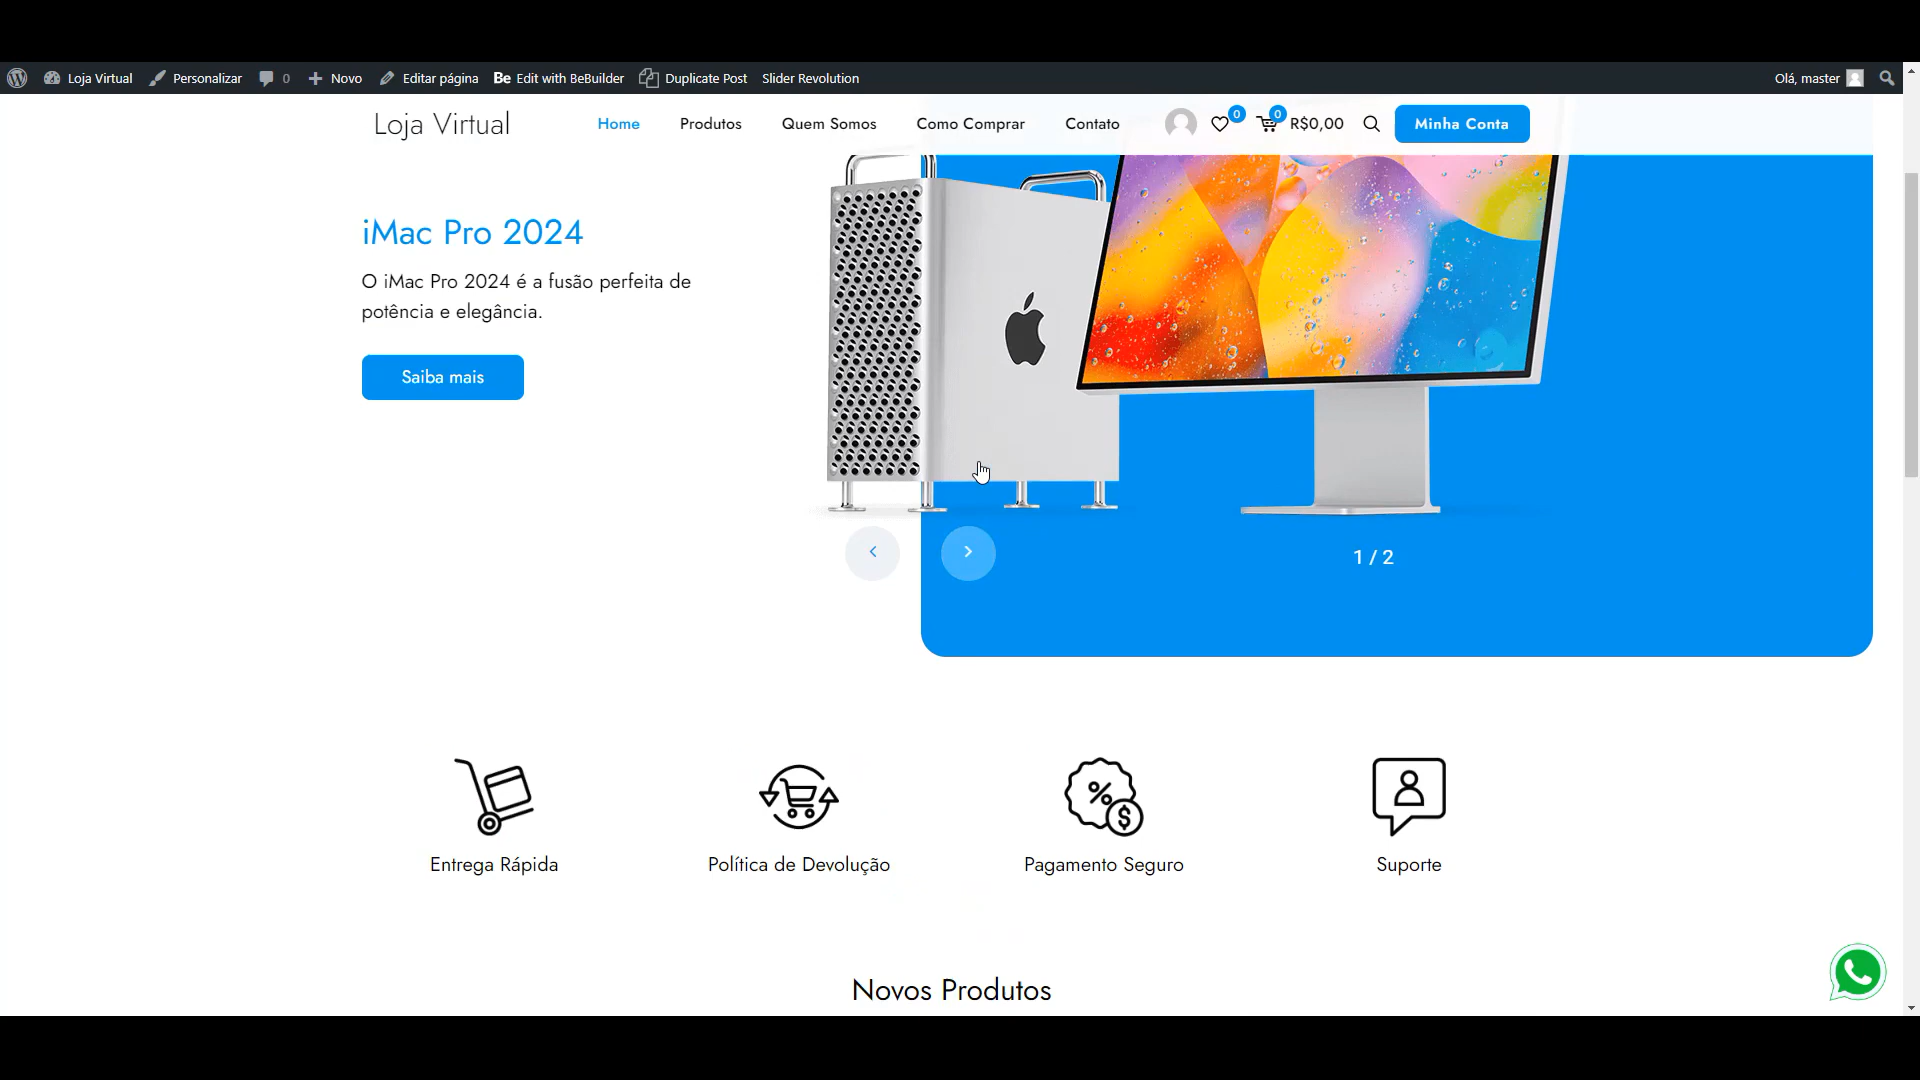 Loja Virtual Personalizar 0 Novo Editar página Be Edit with BeBuilder Duplicate Post Slider Revolution Olá, master
Loja Virtual Home Produtos Quem Somos Como Comprar Contato 0 0 R$0,00 Minha Conta
iMac Pro 2024
O iMac Pro 2024 é a fusão perfeita de
potência e elegância.
Saiba mais
1 / 2
Entrega Rápida
Política de Devolução
Pagamento Seguro
Suporte
Novos Produtos